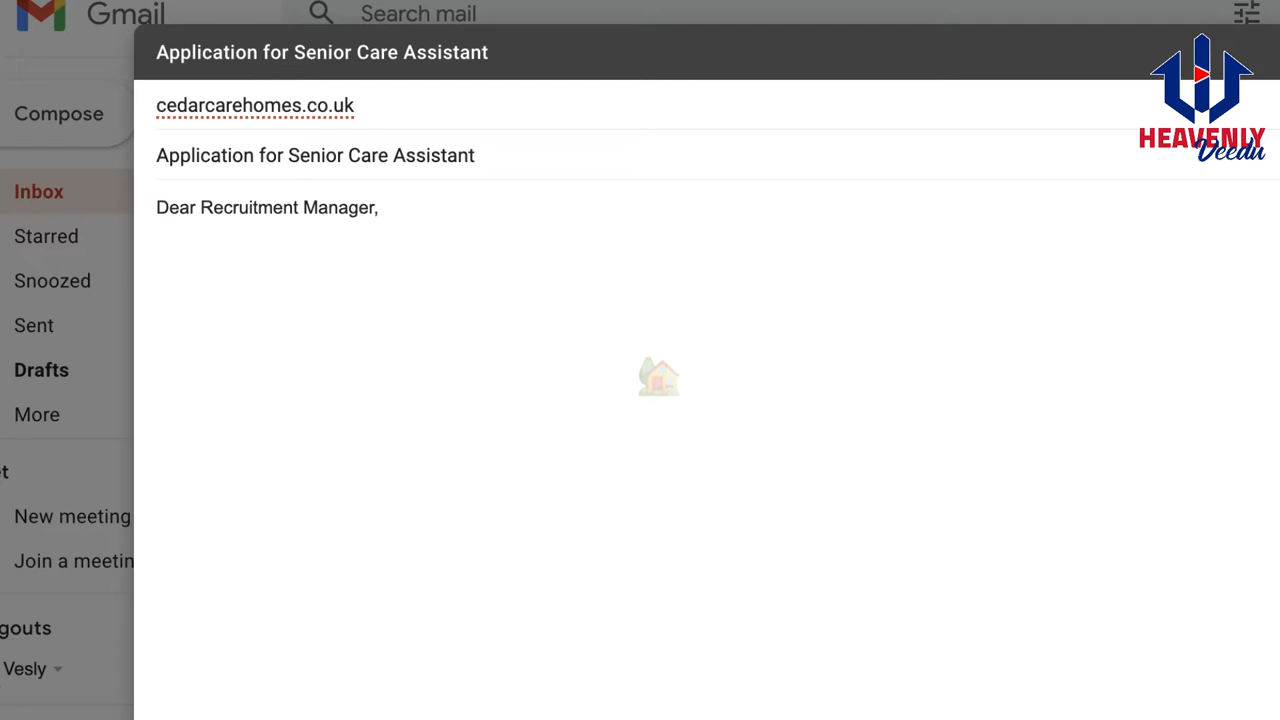 Gmail
Search mail
Application for Senior Care Assistant
HEAVENLY
Veedu
cedarcarehomes.co.uk
Compose
Application for Senior Care Assistant
Inbox
Dear Recruitment Manager,
Starred
Snoozed
Sent
Drafts
More
et
New meeting
Join a meetin
gouts
Vesly